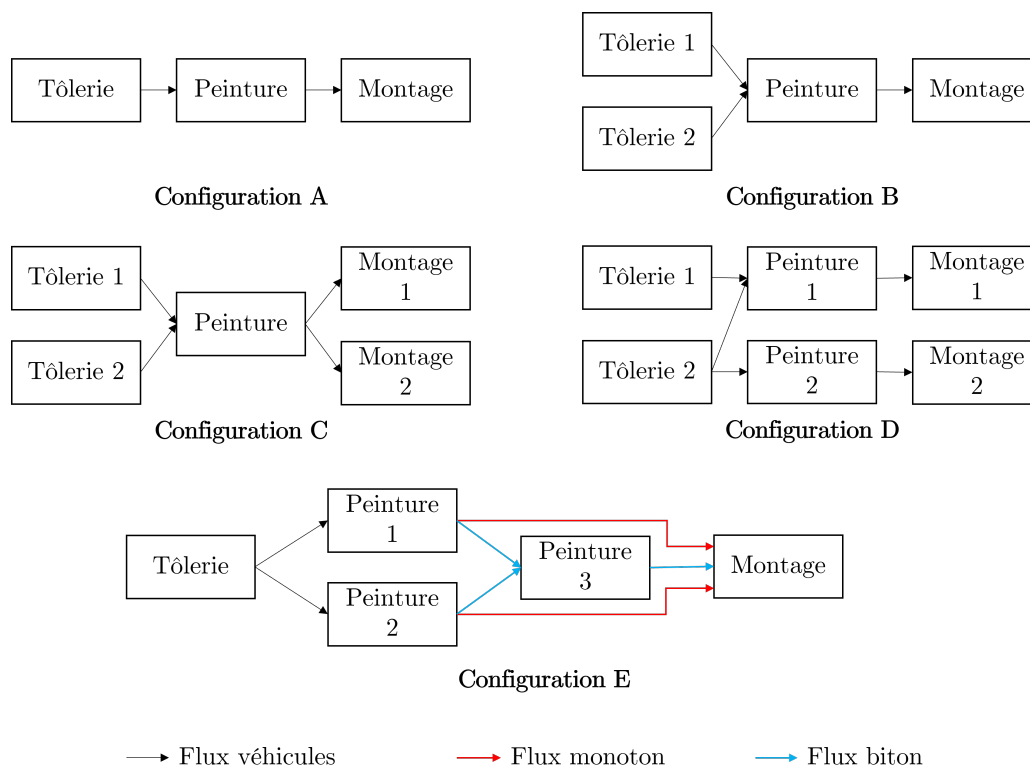 Tôlerie
Peinture
Montage
Configuration A
Tôlerie 1
Tôlerie 2
Peinture
Montage
Configuration B
Tôlerie 1
Tôlerie 2
Peinture
Montage
1
Montage
2
Configuration C
Tôlerie 1
Peinture
1
Montage
1
Tôlerie 2
Peinture
2
Montage
2
Configuration D
Tôlerie
Peinture
1
Peinture
2
Peinture
3
Montage
Configuration E
Flux véhicules
Flux monoton
Flux biton